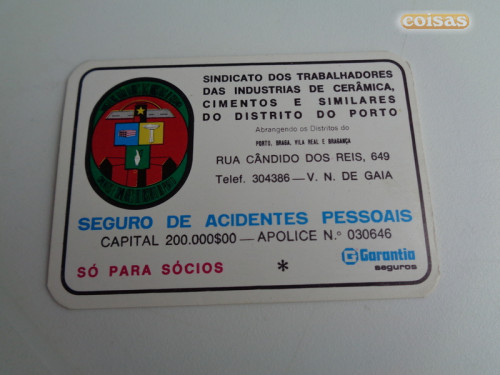 coisas
SINDICATO DOS TRABALHADORES
DAS INDUSTRIAS DE CERÂMICA,
CIMENTOS E SIMILARES
DO DISTRITO DO PORTO
Abrangendo os Distritos de
PORTO, BRAGA, VILA REAL E BRAGANÇA
RUA CÂNDIDO DOS REIS, 649
Telef. 304386 — V. N. DE GAIA
SEGURO DE ACIDENTES PESSOAIS
CAPITAL 200.000$00 — APOLICE N.º 030646
SÓ PARA SÓCIOS * Garantia
seguros